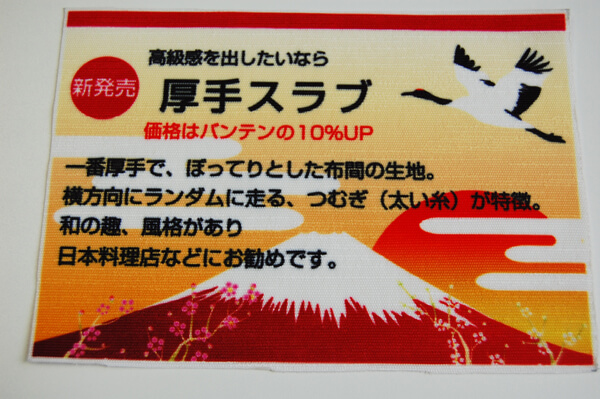 高級感を出したいなら
新発売
厚手スラブ
価格はバンテンの10%UP
一番厚手で、ぼってりとした布間の生地。
横方向にランダムに走る、つむぎ（太い糸）が特徴。
和の趣、風格があり
日本料理店などにお勧めです。